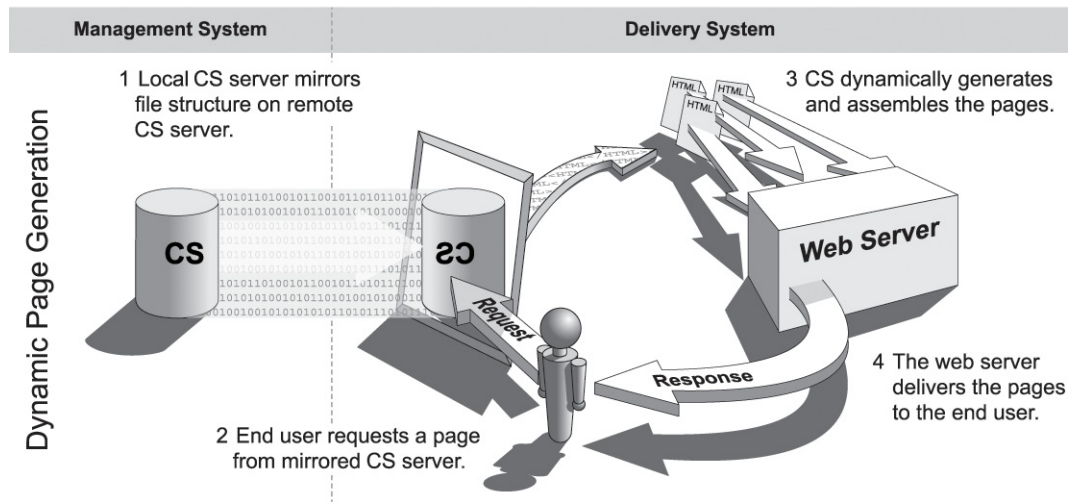 Management System
Delivery System
Dynamic Page Generation
1 Local CS server mirrors
file structure on remote
CS server.
3 CS dynamically generates
and assembles the pages.
HTML
HTML
HTML
CS
CS
Web Server
Request
Response
2 End user requests a page
from mirrored CS server.
4 The web server
delivers the pages
to the end user.